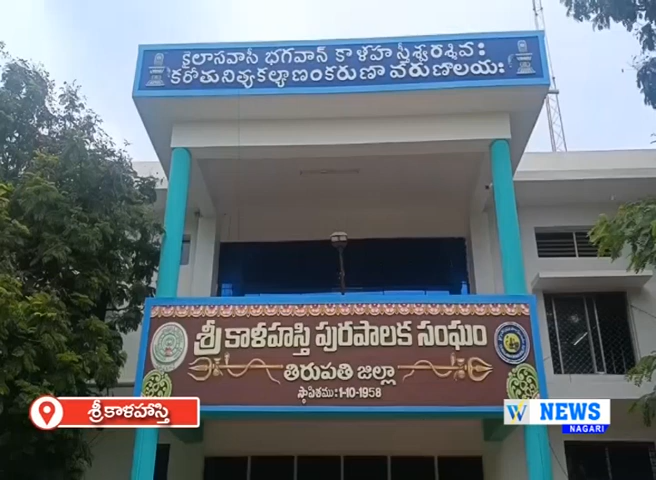 కైలాసవాసీ భగవాన్ కాళహస్తీశ్వరశ్శివః
కరోతు నిత్యకల్యాణం కరుణా వరుణాలయః
శ్రీ కాళహస్తి పురపాలక సంఘం
తిరుపతి జిల్లా
స్థాపితము:1-10-1958
శ్రీకాళహాస్తి
W NEWS
NAGARI